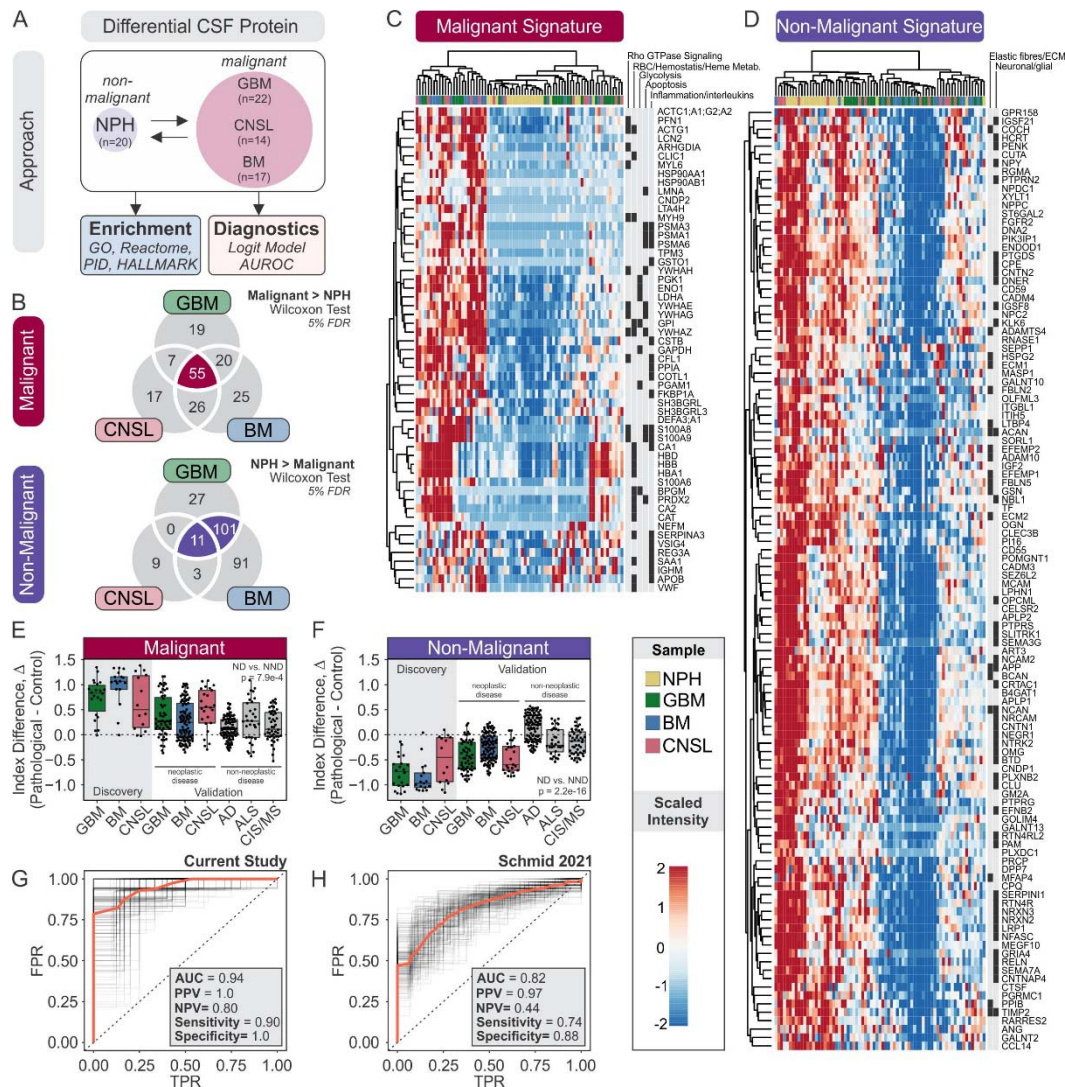 A
Differential CSF Protein
Approach
non-
malignant
NPH
(n=20)
malignant
GBM
(n=22)
CNSL
(n=14)
BM
(n=17)
Enrichment
GO, Reactome,
PID, HALLMARK
Diagnostics
Logit Model
AUROC
B
Malignant
GBM
Malignant > NPH
Wilcoxon Test
5% FDR
19
7
20
55
17
26
25
CNSL
BM
Non-Malignant
GBM
NPH > Malignant
Wilcoxon Test
5% FDR
27
0
101
11
9
3
91
CNSL
BM
C
Malignant Signature
Rho GTPase Signaling
RBC/Hemostatis/Heme Metab.
Glycolysis
Apoptosis
Inflammation/interleukins
ACTC1;A1;G2;A2
PFN1
ACTG1
LCN2
ARHGDIA
CLIC1
MYL6
HSP90AA1
HSP90AB1
LMNA
CNDP2
LTA4H
MYH9
PSMA3
PSMA1
PSMA6
TPM3
GSTO1
YWHAH
PGK1
ENO1
LDHA
YWHAE
YWHAG
GPI
YWHAZ
CSTB
GAPDH
CFL1
PPIA
COTL1
PGAM1
FKBP1A
SH3BGRL
SH3BGRL3
DEFA3;A1
S100A8
S100A9
CA1
HBD
HBB
HBA1
S100A6
BPGM
PRDX2
CA2
CAT
NEFM
SERPINA3
VSIG4
REG3A
SAA1
IGHM
APOB
VWF
D
Non-Malignant Signature
Elastic fibres/ECM
Neuronal/glial
GPR158
IGSF21
COCH
HCRT
PENK
CUTA
NPY
RGMA
PTPRN2
NPDC1
XYLT1
NPPC
ST6GAL2
FGFR2
DNA2
PIK3IP1
ENDOD1
PTGDS
CPE
CNTN2
DNER
CD59
CADM4
IGSF8
NPC2
KLK6
ADAMTS4
RNASE1
SEPP1
HSPG2
ECM1
MASP1
GALNT10
FBLN2
OLFML3
ITGBL1
ITIH5
LTBP4
ACAN
SORL1
EFEMP2
ADAM10
IGF2
EFEMP1
FBLN5
GSN
NBL1
TF
ECM2
OGN
CLEC3B
PI16
CD55
POMGNT1
CADM3
SEZ6L2
MCAM
LPHN1
OPCML
CELSR2
APLP2
PTPRS
SLITRK1
SEMA3G
ART3
NCAM2
APP
BCAN
CRTAC1
B4GAT1
APLP1
NCAN
NRCAM
CNTN1
NEGR1
NTRK2
OMG
BTD
CNDP1
PLXNB2
CLU
GM2A
PTPRG
EFNB2
GOLIM4
GALNT13
RTN4RL2
PAM
PLXDC1
PRCP
DPP7
MFAP4
CPQ
SERPINI1
RTN4R
NRXN3
NRXN2
LRP1
NFASC
MEGF10
GRIA4
RELN
SEMA7A
CNTNAP4
CTSF
PGRMC1
PPIB
TIMP2
RARRES2
ANG
GALNT2
CCL14
E
Malignant
ND vs. NND
p = 7.9e-4
Index Difference, Δ
(Pathological - Control)
1.5
1.0
0.5
0.0
−0.5
−1.0
neoplastic
disease
non-neoplastic
disease
Discovery
Validation
GBM
BM
CNSL
GBM
BM
CNSL
AD
ALS
CIS/MS
F
Non-Malignant
Discovery
Validation
neoplastic
disease
non-neoplastic
disease
Index Difference, Δ
(Pathological - Control)
1.5
1.0
0.5
0.0
−0.5
−1.0
ND vs. NND
p = 2.2e-16
GBM
BM
CNSL
GBM
BM
CNSL
AD
ALS
CIS/MS
Sample
NPH
GBM
BM
CNSL
Scaled
Intensity
2
1
0
-1
-2
G
Current Study
FPR
1.00
0.75
0.50
0.25
0.00
AUC = 0.94
PPV = 1.0
NPV= 0.80
Sensitivity = 0.90
Specificity= 1.0
0.00 0.25 0.50 0.75 1.00
TPR
H
Schmid 2021
FPR
1.00
0.75
0.50
0.25
0.00
AUC = 0.82
PPV = 0.97
NPV = 0.44
Sensitivity = 0.74
Specificity= 0.88
0.00 0.25 0.50 0.75 1.00
TPR